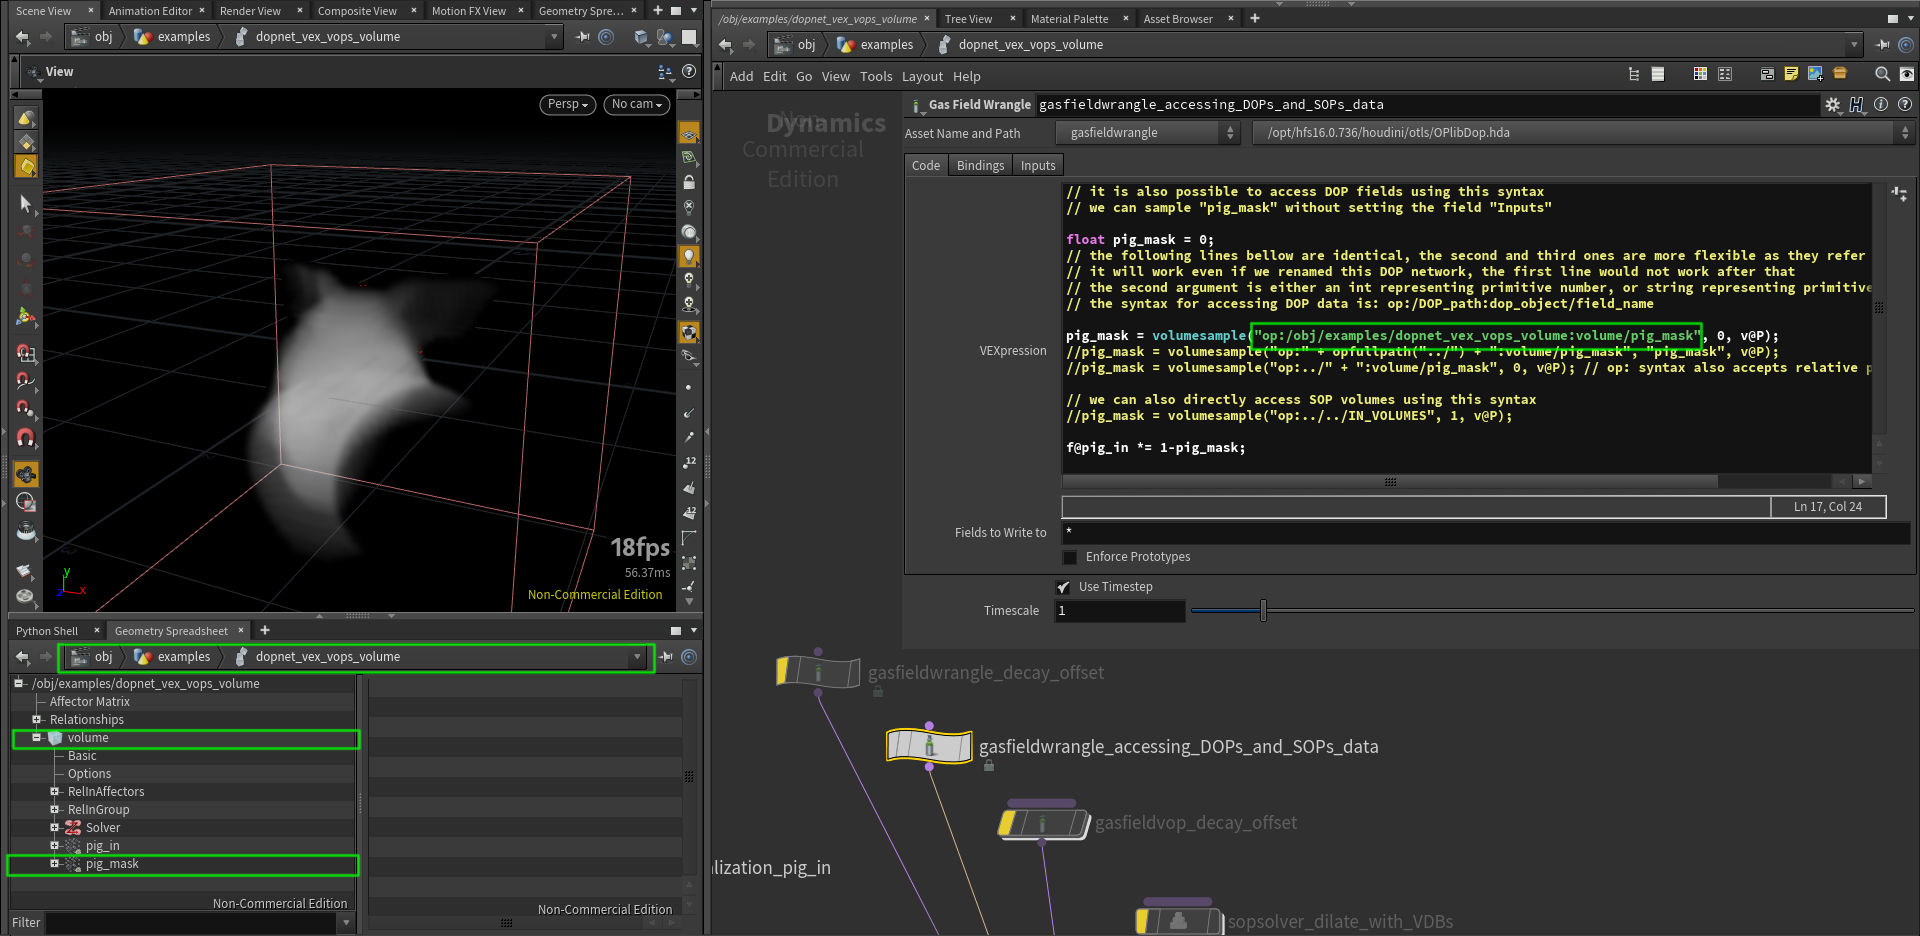 Scene View × Animation Editor × Render View × Composite View × Motion FX View × Geometry Spre... × +
obj examples dopnet_vex_vops_volume
View
Persp
No cam
12
12
18fps
56.37ms
Non-Commercial Edition
y
x
z
Python Shell × Geometry Spreadsheet × +
obj examples dopnet_vex_vops_volume
/obj/examples/dopnet_vex_vops_volume
Affector Matrix
Relationships
volume
Basic
Options
RelInAffectors
RelInGroup
Solver
pig_in
pig_mask
Non-Commercial Edition
Non-Commercial Edition
Filter
/obj/examples/dopnet_vex_vops_volume × Tree View × Material Palette × Asset Browser × +
obj examples dopnet_vex_vops_volume
Add Edit Go View Tools Layout Help
Dynamics
Non
Commercial
Edition
Gas Field Wrangle gasfieldwrangle_accessing_DOPs_and_SOPs_data
Asset Name and Path gasfieldwrangle /opt/hfs16.0.736/houdini/otls/OPlibDop.hda
Code Bindings Inputs
VEXpression
// it is also possible to access DOP fields using this syntax
// we can sample "pig_mask" without setting the field "Inputs"
float pig_mask = 0;
// the following lines bellow are identical, the second and third ones are more flexible as they refer
// it will work even if we renamed this DOP network, the first line would not work after that
// the second argument is either an int representing primitive number, or string representing primitive
// the syntax for accessing DOP data is: op:/DOP_path:dop_object/field_name
pig_mask = volumesample("op:/obj/examples/dopnet_vex_vops_volume:volume/pig_mask", 0, v@P);
//pig_mask = volumesample("op:" + opfullpath("../") + ":volume/pig_mask", "pig_mask", v@P);
//pig_mask = volumesample("op:../" + ":volume/pig_mask", 0, v@P); // op: syntax also accepts relative p
// we can also directly access SOP volumes using this syntax
//pig_mask = volumesample("op:../../IN_VOLUMES", 1, v@P);
f@pig_in *= 1-pig_mask;
Ln 17, Col 24
Fields to Write to *
Enforce Prototypes
Use Timestep
Timescale 1
gasfieldwrangle_decay_offset
gasfieldwrangle_accessing_DOPs_and_SOPs_data
gasfieldvop_decay_offset
lization_pig_in
sopsolver_dilate_with_VDBs